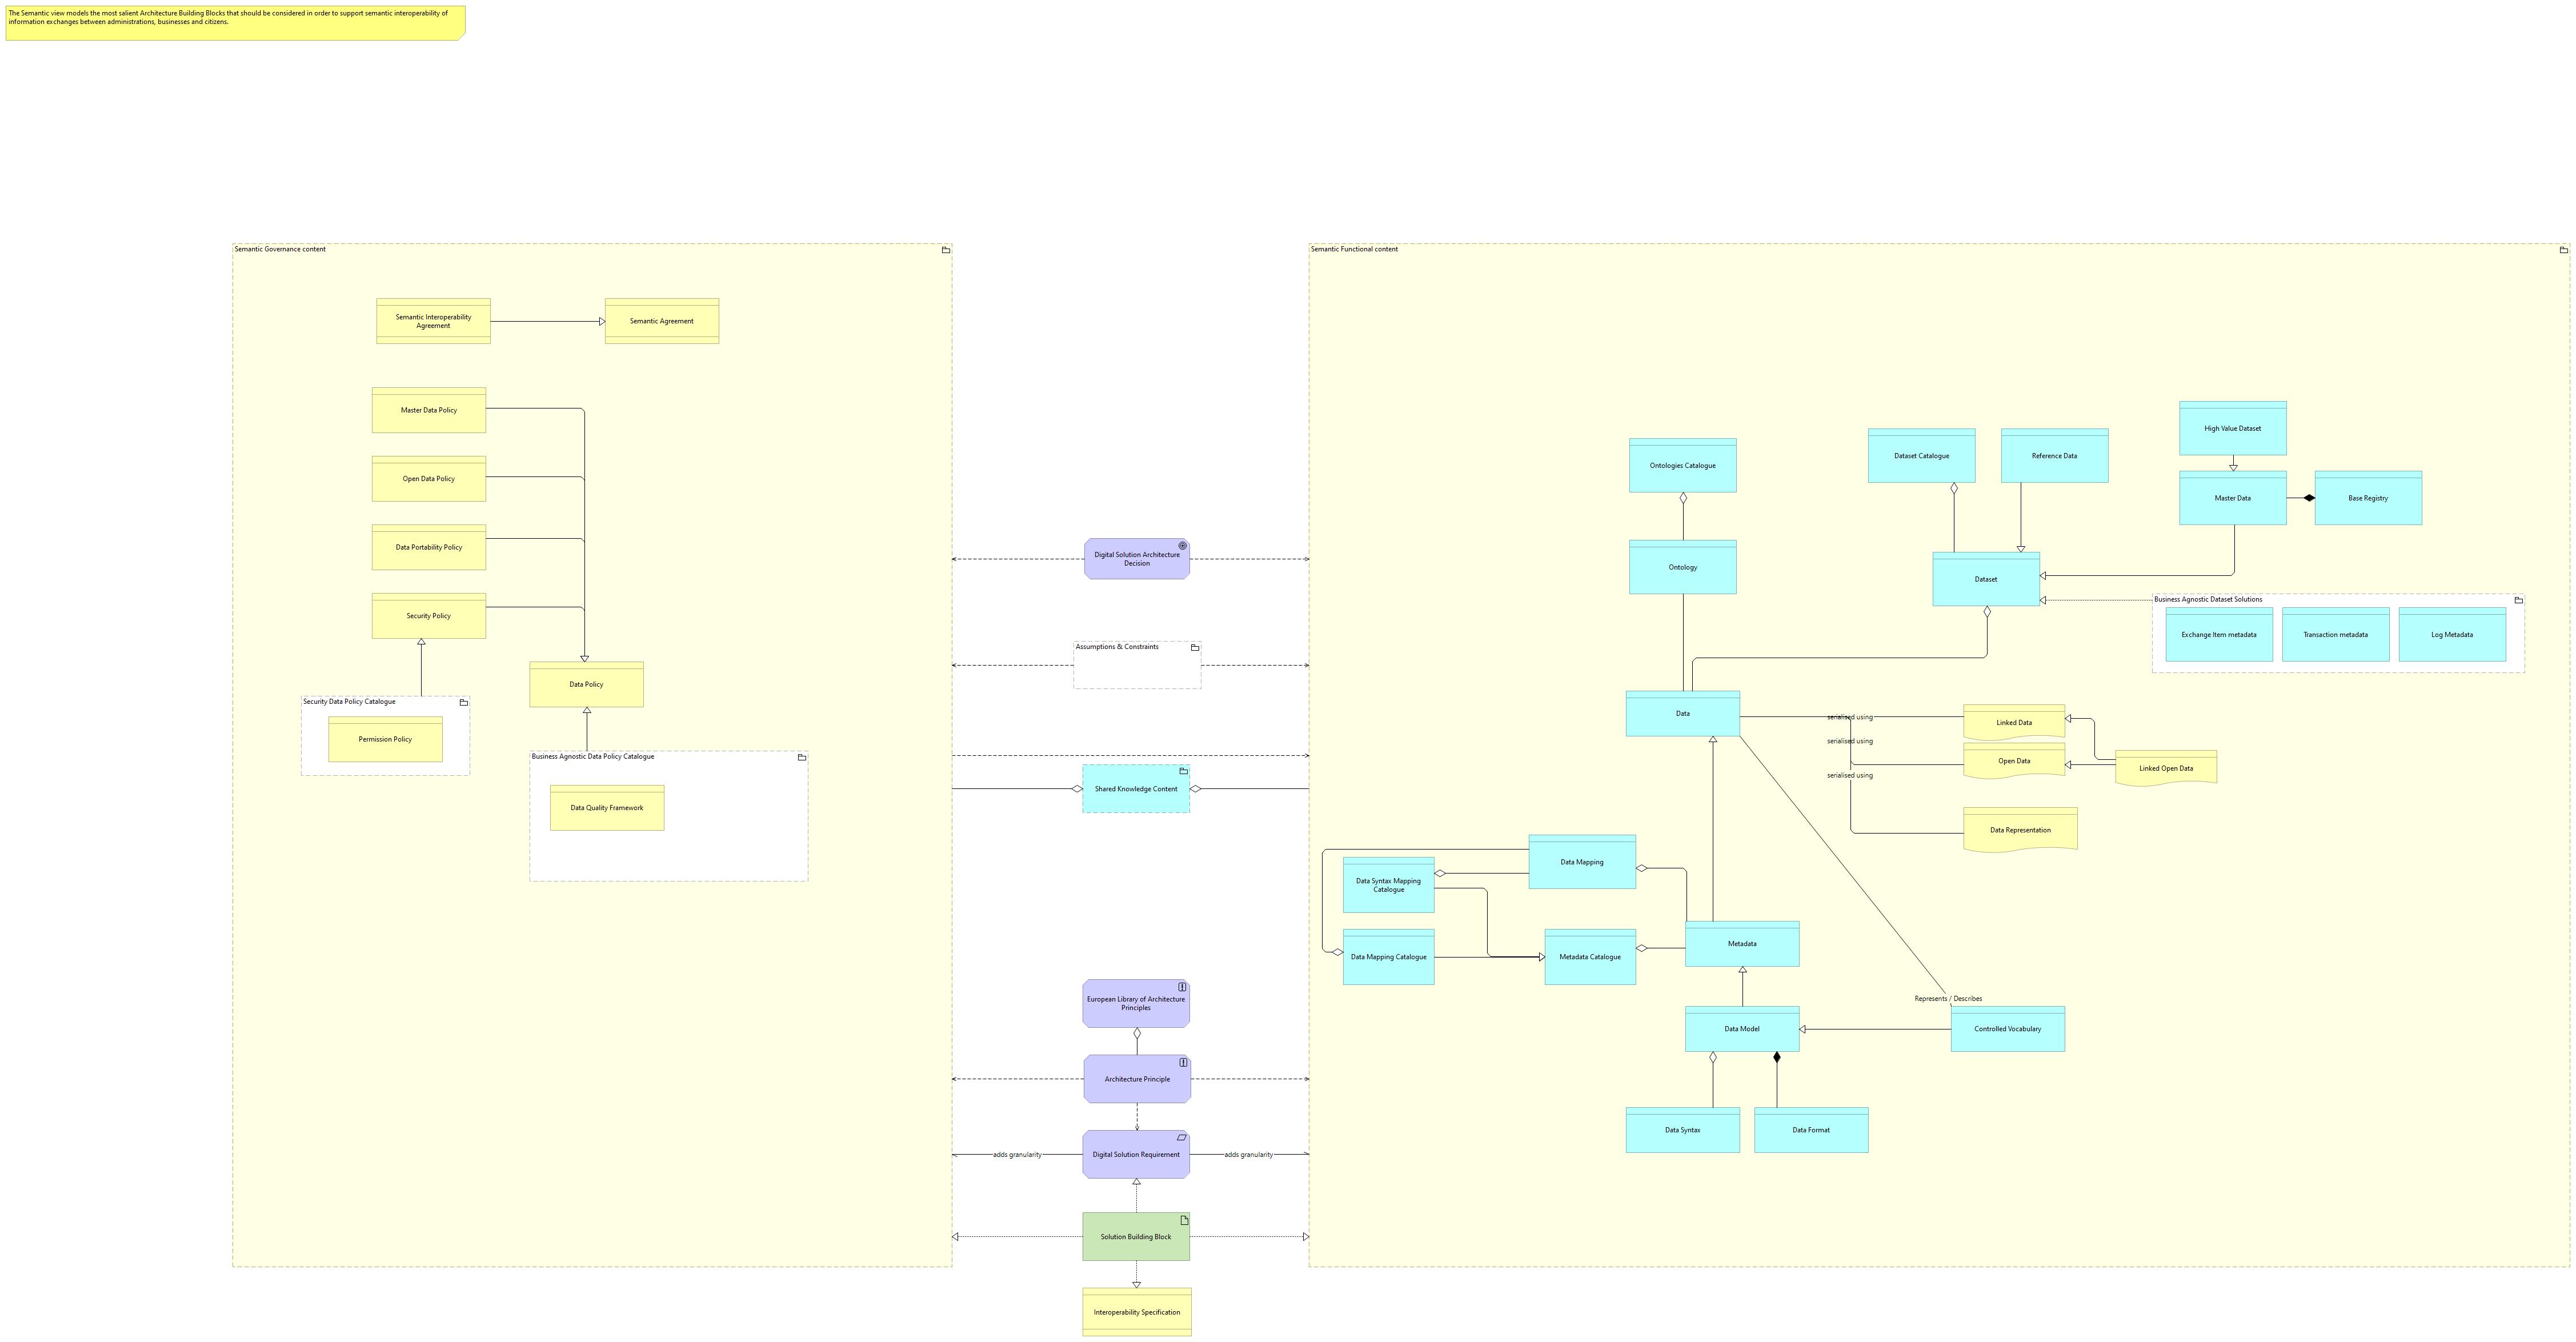 The Semantic view models the most salient Architecture Building Blocks that should be considered in order to support semantic interoperability of
information exchanges between administrations, businesses and citizens.
Semantic Governance content
Semantic Interoperability
Agreement
Semantic Agreement
Master Data Policy
Open Data Policy
Data Portability Policy
Security Policy
Data Policy
Security Data Policy Catalogue
Permission Policy
Business Agnostic Data Policy Catalogue
Data Quality Framework
Digital Solution Architecture
Decision
Assumptions & Constraints
Shared Knowledge Content
European Library of Architecture
Principles
Architecture Principle
adds granularity
Digital Solution Requirement
adds granularity
Solution Building Block
Interoperability Specification
Semantic Functional content
High Value Dataset
Ontologies Catalogue
Dataset Catalogue
Reference Data
Master Data
Base Registry
Ontology
Dataset
Business Agnostic Dataset Solutions
Exchange Item metadata
Transaction metadata
Log Metadata
Data
serialised using
Linked Data
serialised using
Open Data
Linked Open Data
serialised using
Data Representation
Data Mapping
Data Syntax Mapping
Catalogue
Metadata
Data Mapping Catalogue
Metadata Catalogue
Represents / Describes
Data Model
Controlled Vocabulary
Data Syntax
Data Format